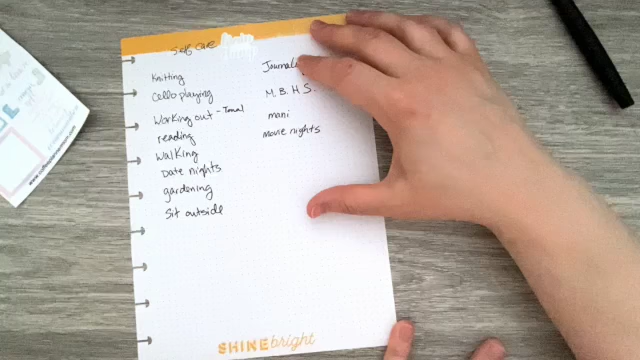 Self Care
Knitting
Cello playing
Working out - Tonal
reading
Walking
Date nights
gardening
Sit outside
Journal
M. B. H. S.
mani
movie nights
SHINE bright